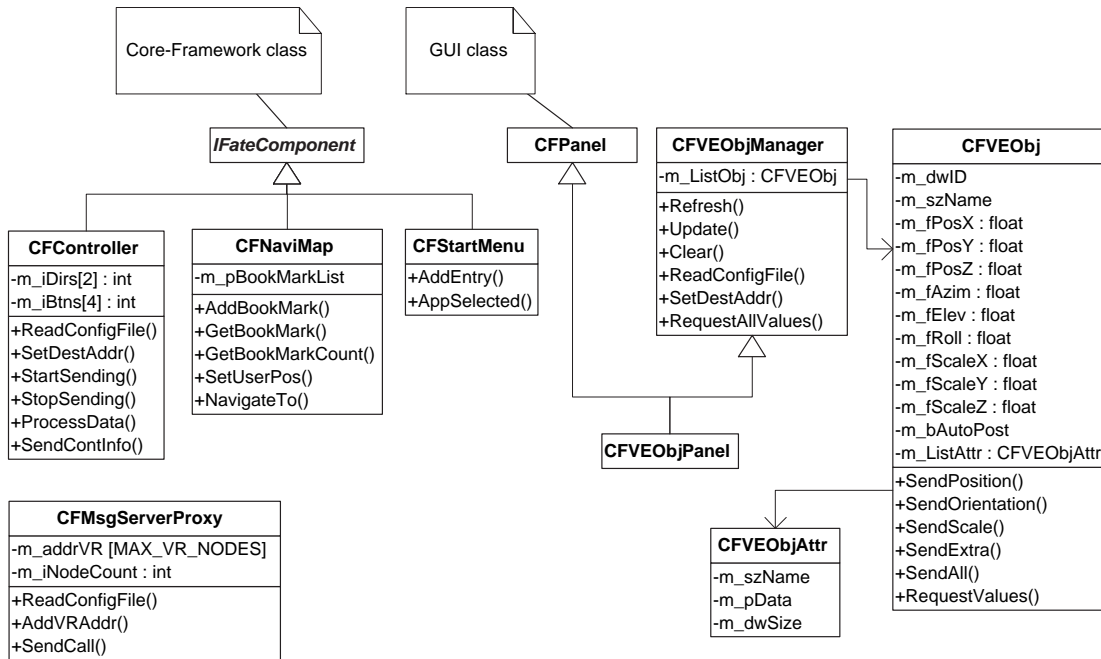 Core-Framework class
GUI class
IFateComponent
CFPanel
CFVEObjManager
-m_ListObj : CFVEObj
+Refresh()
+Update()
+Clear()
+ReadConfigFile()
+SetDestAddr()
+RequestAllValues()
CFVEObj
-m_dwID
-m_szName
-m_fPosX : float
-m_fPosY : float
-m_fPosZ : float
-m_fAzim : float
-m_fElev : float
-m_fRoll : float
-m_fScaleX : float
-m_fScaleY : float
-m_fScaleZ : float
-m_bAutoPost
-m_ListAttr : CFVEObjAttr
+SendPosition()
+SendOrientation()
+SendScale()
+SendExtra()
+SendAll()
+RequestValues()
CFController
-m_iDirs[2] : int
-m_iBtns[4] : int
+ReadConfigFile()
+SetDestAddr()
+StartSending()
+StopSending()
+ProcessData()
+SendContInfo()
CFNaviMap
-m_pBookMarkList
+AddBookMark()
+GetBookMark()
+GetBookMarkCount()
+SetUserPos()
+NavigateTo()
CFStartMenu
+AddEntry()
+AppSelected()
CFVEObjPanel
CFMsgServerProxy
-m_addrVR [MAX_VR_NODES]
-m_iNodeCount : int
+ReadConfigFile()
+AddVRAddr()
+SendCall()
CFVEObjAttr
-m_szName
-m_pData
-m_dwSize